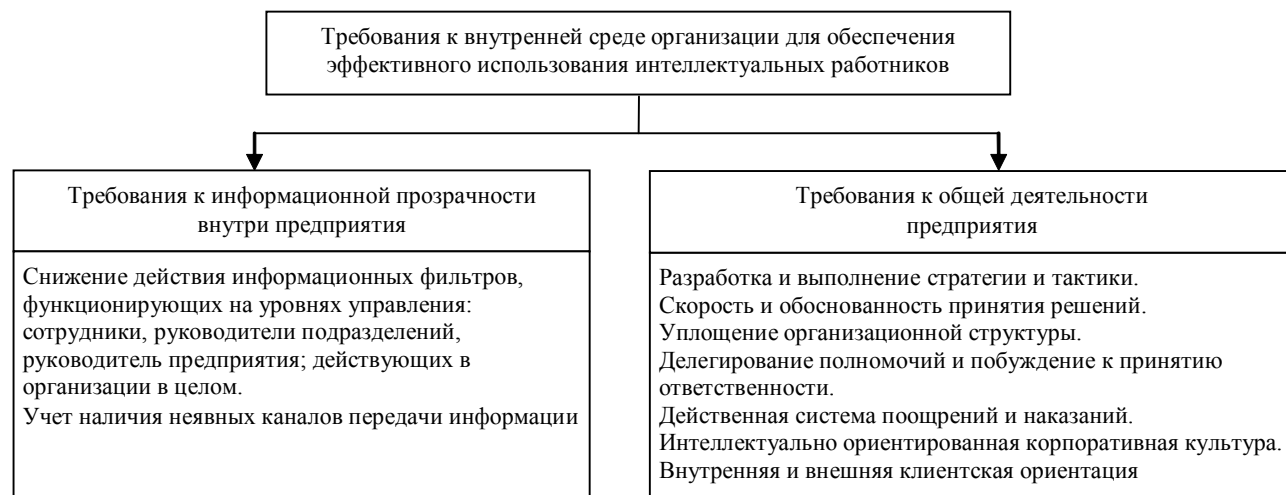 Требования к внутренней среде организации для обеспечения
эффективного использования интеллектуальных работников
Требования к информационной прозрачности
внутри предприятия
Снижение действия информационных фильтров,
функционирующих на уровнях управления:
сотрудники, руководители подразделений,
руководитель предприятия; действующих в
организации в целом.
Учет наличия неявных каналов передачи информации
Требования к общей деятельности
предприятия
Разработка и выполнение стратегии и тактики.
Скорость и обоснованность принятия решений.
Уплощение организационной структуры.
Делегирование полномочий и побуждение к принятию
ответственности.
Действенная система поощрений и наказаний.
Интеллектуально ориентированная корпоративная культура.
Внутренняя и внешняя клиентская ориентация